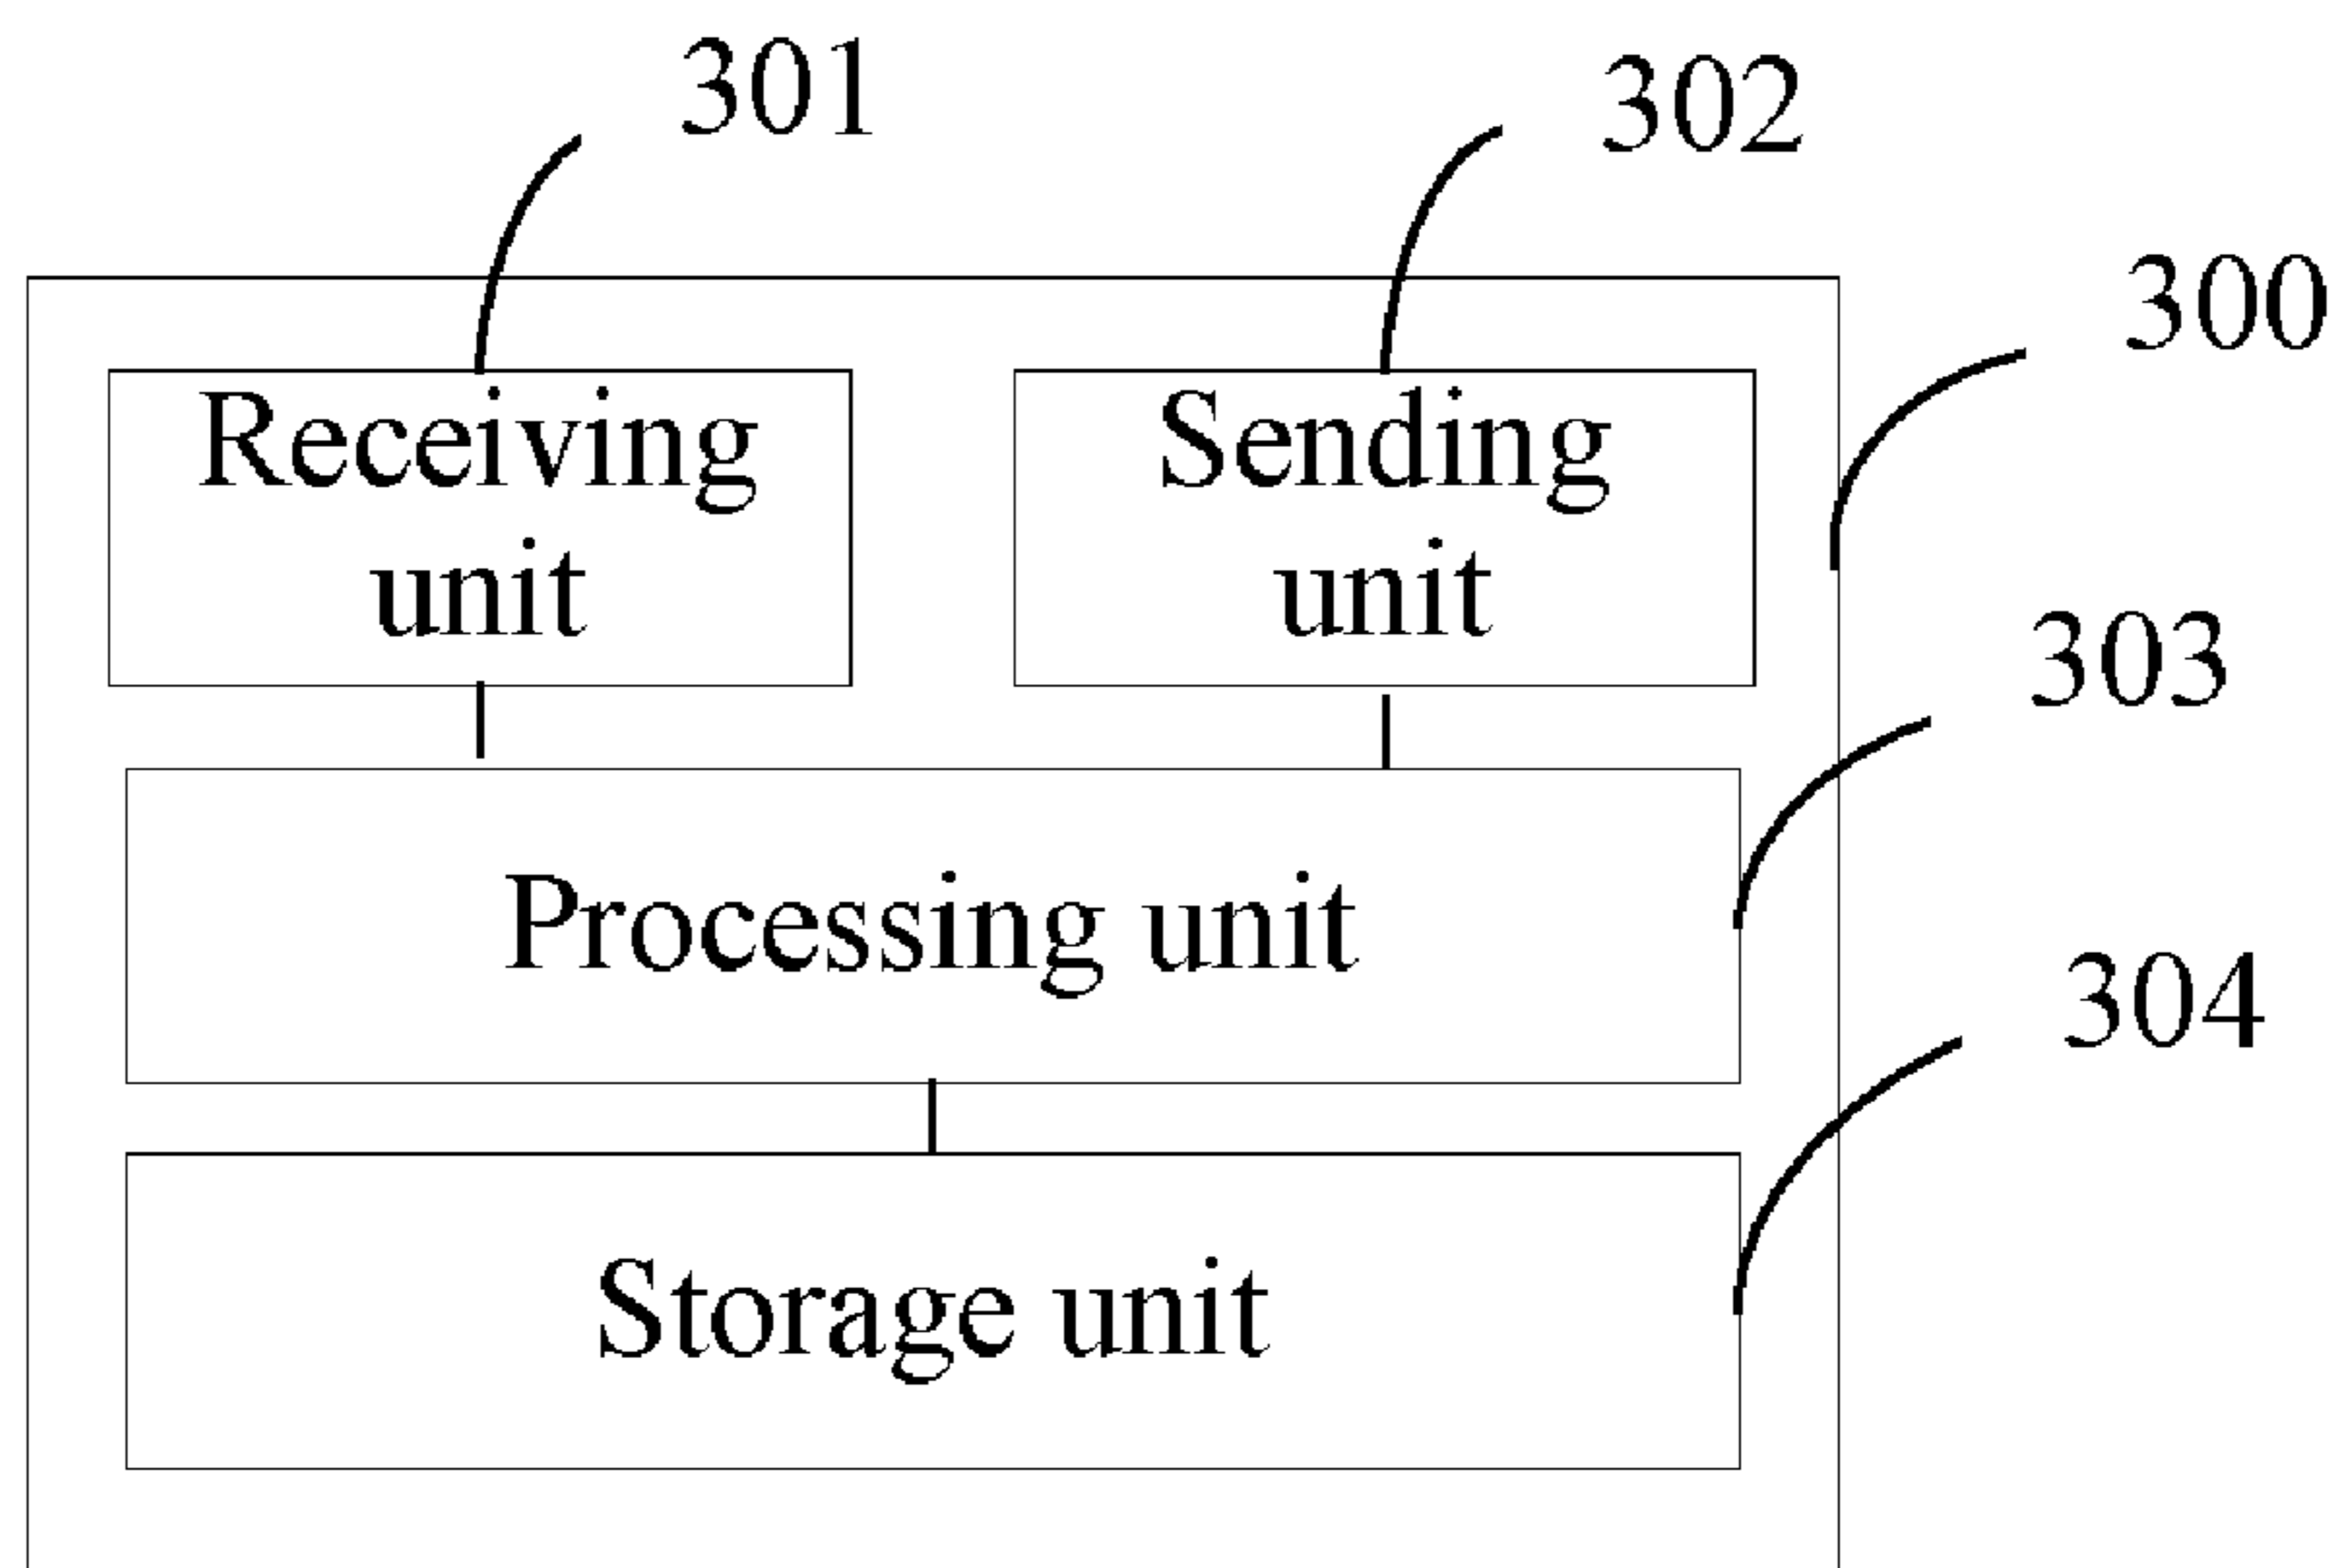 301
302
300
Receiving
unit
Sending
unit
303
Processing unit
304
Storage unit